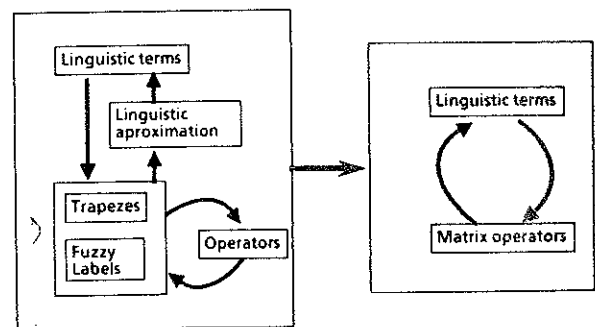 Linguistic terms
Linguistic
aproximation
Trapezes
Fuzzy
Labels
Operators
Linguistic terms
Matrix operators